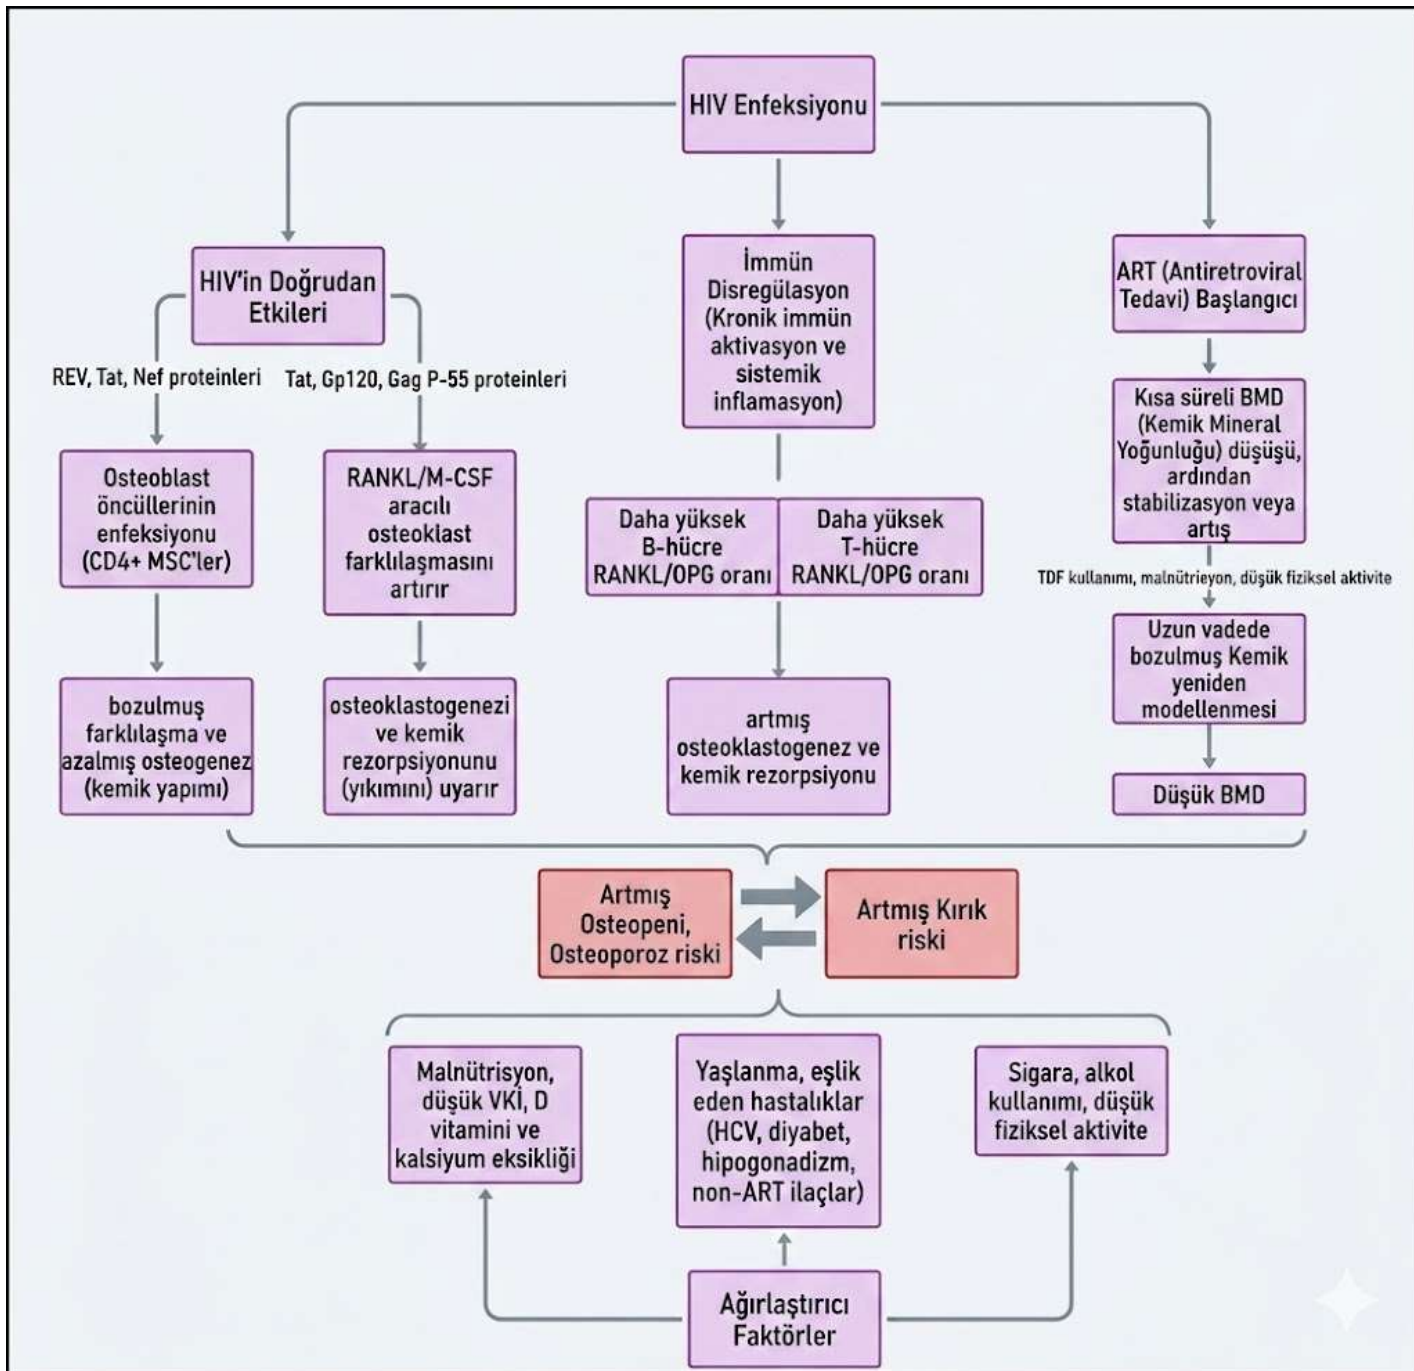 HIV Enfeksiyonu
HIV'in Doğrudan
Etkileri
REV, Tat, Nef proteinleri
Tat, Gp120, Gag P-55 proteinleri
Osteoblast
öncüllerinin
enfeksiyonu
(CD4+ MSC'ler)
RANKL/M-CSF
aracılı
osteoklast
farklılaşmasını
artırır
bozulmuş
farklılaşma ve
azalmış osteogenez
(kemik yapımı)
osteoklastogenezi
ve kemik
rezorpsiyonunu
(yıkımını) uyarır
İmmün
Disregülasyon
(Kronik immün
aktivasyon ve
sistemik
inflamasyon)
Daha yüksek
B-hücre
RANKL/OPG oranı
Daha yüksek
T-hücre
RANKL/OPG oranı
artmış
osteoklastogenez ve
kemik rezorpsiyonu
ART (Antiretroviral
Tedavi) Başlangıcı
Kısa süreli BMD
(Kemik Mineral
Yoğunluğu) düşüşü,
ardından
stabilizasyon veya
artış
TDF kullanımı, malnütrieyon, düşük fiziksel aktivite
Uzun vadede
bozulmuş Kemik
yeniden
modellenmesi
Düşük BMD
Artmış
Osteopeni,
Osteoporoz riski
Artmış Kırık
riski
Malnütrisyon,
düşük VKİ, D
vitamini ve
kalsiyum eksikliği
Yaşlanma, eşlik
eden hastalıklar
(HCV, diyabet,
hipogonadizm,
non-ART ilaçlar)
Sigara, alkol
kullanımı, düşük
fiziksel aktivite
Ağırlaştırıcı
Faktörler